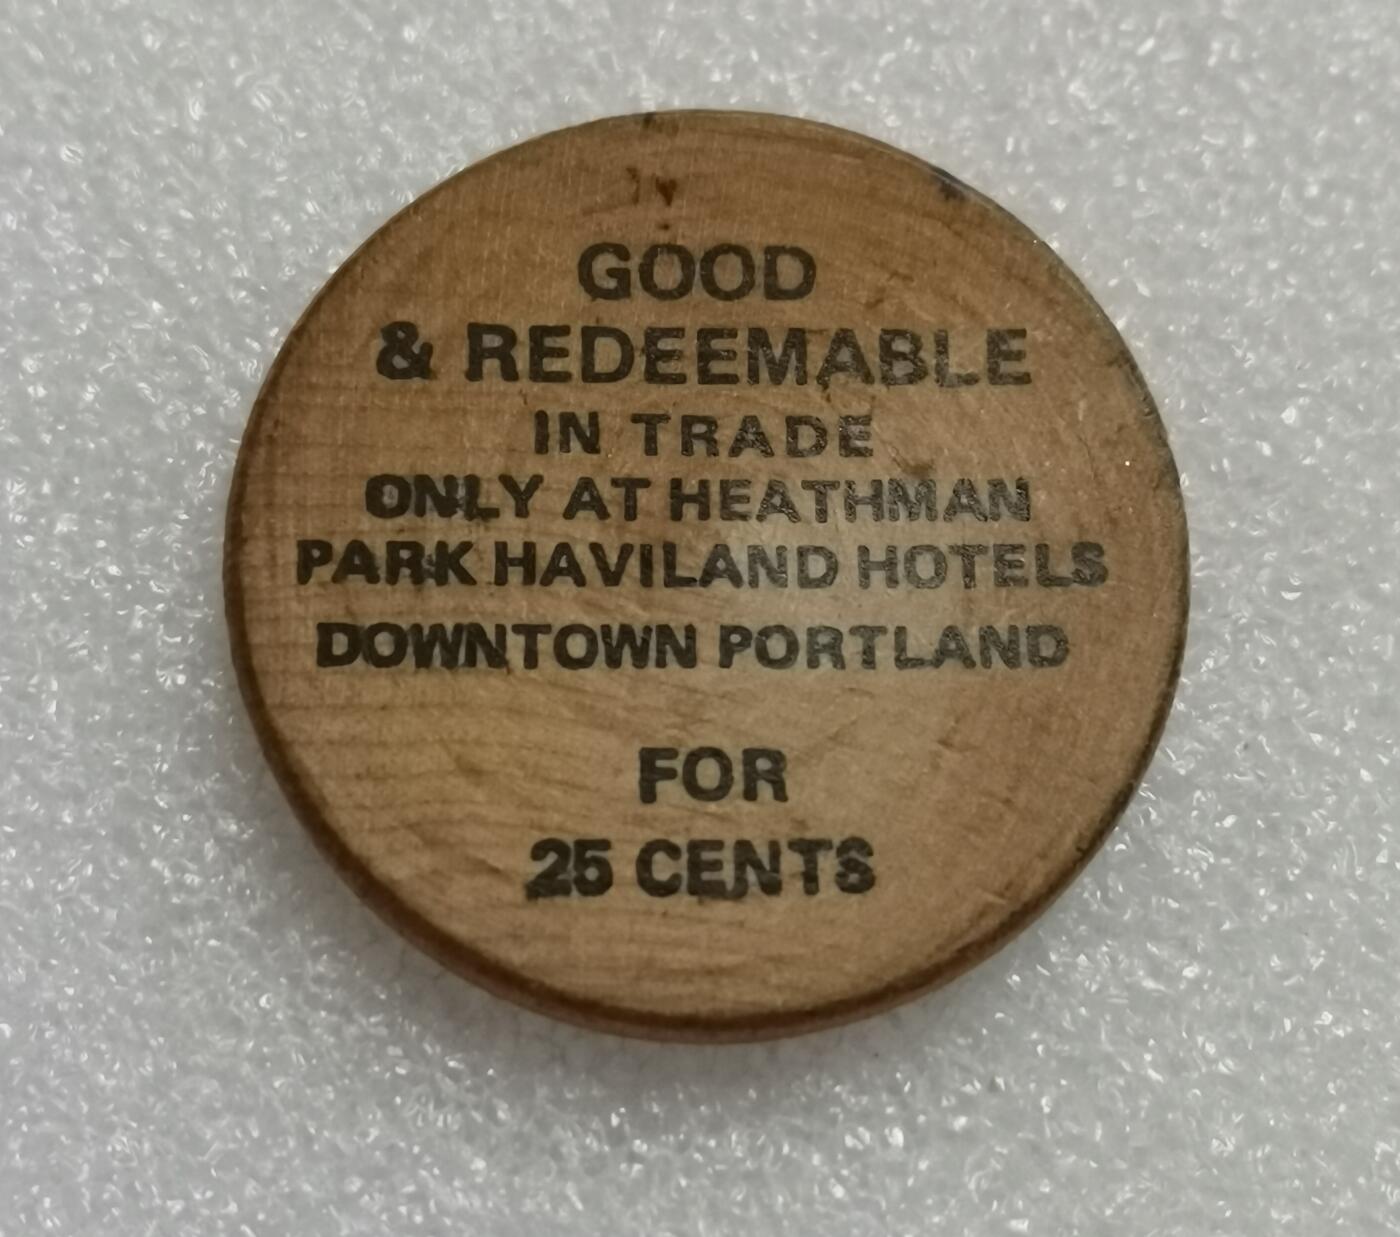 GOOD
& REDEEMABLE
IN TRADE
ONLY AT HEATHMAN
PARK HAVILAND HOTELS
DOWNTOWN PORTLAND
FOR
25 CENTS